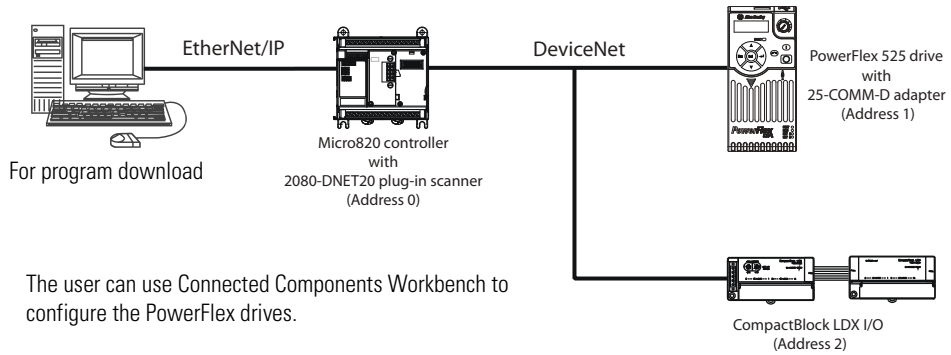 EtherNet/IP
DeviceNet
PowerFlex 525 drive
with
25-COMM-D adapter
(Address 1)
Micro820 controller
with
2080-DNET20 plug-in scanner
(Address 0)
For program download
PowerFlex
The user can use Connected Components Workbench to
configure the PowerFlex drives.
CompactBlock LDX I/O
(Address 2)